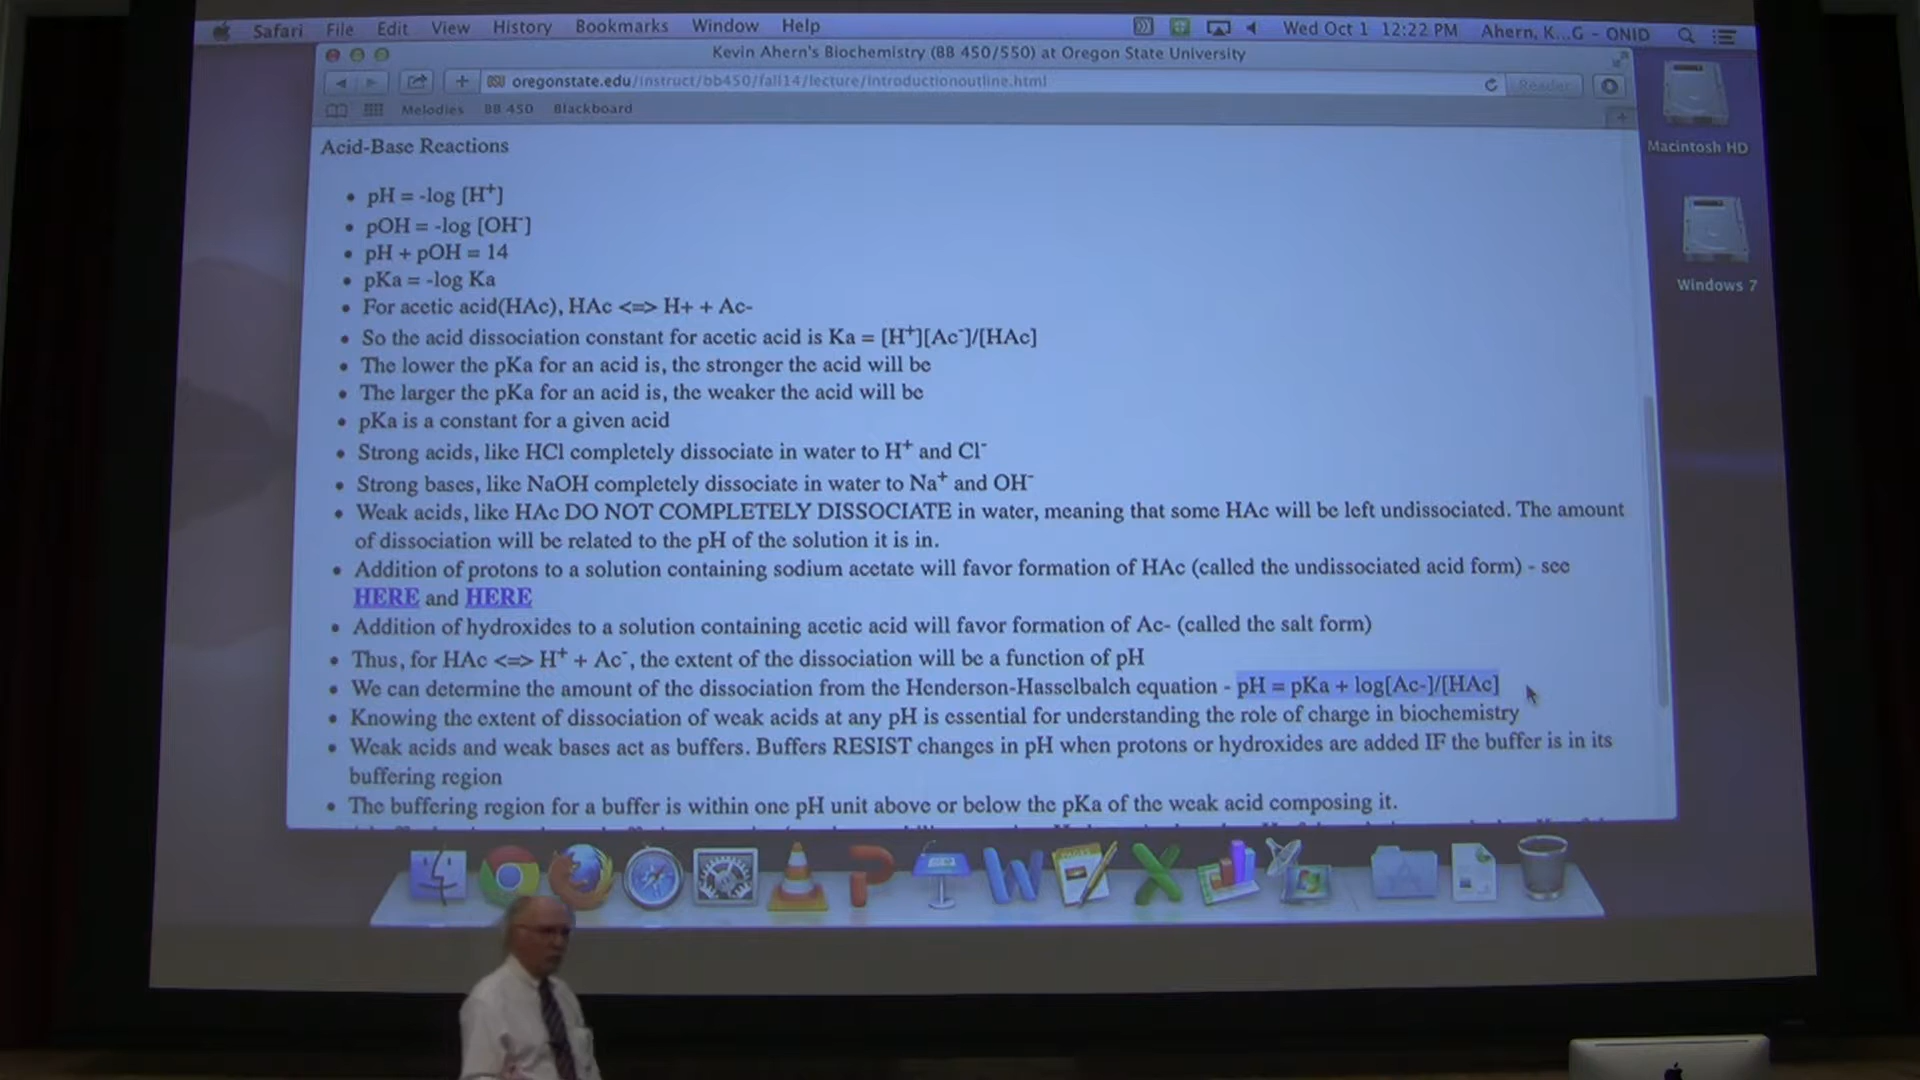 Safari File Edit View History Bookmarks Window Help Wed Oct 1 12:22 PM Ahern, K...G - ONID
Kevin Ahern's Biochemistry (BB 450/550) at Oregon State University
oregonstate.edu/instruct/bb450/fall14/lecture/introductionoutline.html Reader
Melodies BB 450 Blackboard
Macintosh HD
Windows 7
Acid-Base Reactions
• pH = -log [H⁺]
• pOH = -log [OH⁻]
• pH + pOH = 14
• pKa = -log Ka
• For acetic acid(HAc), HAc <=> H+ + Ac-
• So the acid dissociation constant for acetic acid is Ka = [H⁺][Ac⁻]/[HAc]
• The lower the pKa for an acid is, the stronger the acid will be
• The larger the pKa for an acid is, the weaker the acid will be
• pKa is a constant for a given acid
• Strong acids, like HCl completely dissociate in water to H⁺ and Cl⁻
• Strong bases, like NaOH completely dissociate in water to Na⁺ and OH⁻
• Weak acids, like HAc DO NOT COMPLETELY DISSOCIATE in water, meaning that some HAc will be left undissociated. The amount
of dissociation will be related to the pH of the solution it is in.
• Addition of protons to a solution containing sodium acetate will favor formation of HAc (called the undissociated acid form) - see
HERE and HERE
• Addition of hydroxides to a solution containing acetic acid will favor formation of Ac- (called the salt form)
• Thus, for HAc <=> H⁺ + Ac⁻, the extent of the dissociation will be a function of pH
• We can determine the amount of the dissociation from the Henderson-Hasselbalch equation - pH = pKa + log[Ac-]/[HAc]
• Knowing the extent of dissociation of weak acids at any pH is essential for understanding the role of charge in biochemistry
• Weak acids and weak bases act as buffers. Buffers RESIST changes in pH when protons or hydroxides are added IF the buffer is in its
buffering region
• The buffering region for a buffer is within one pH unit above or below the pKa of the weak acid composing it.